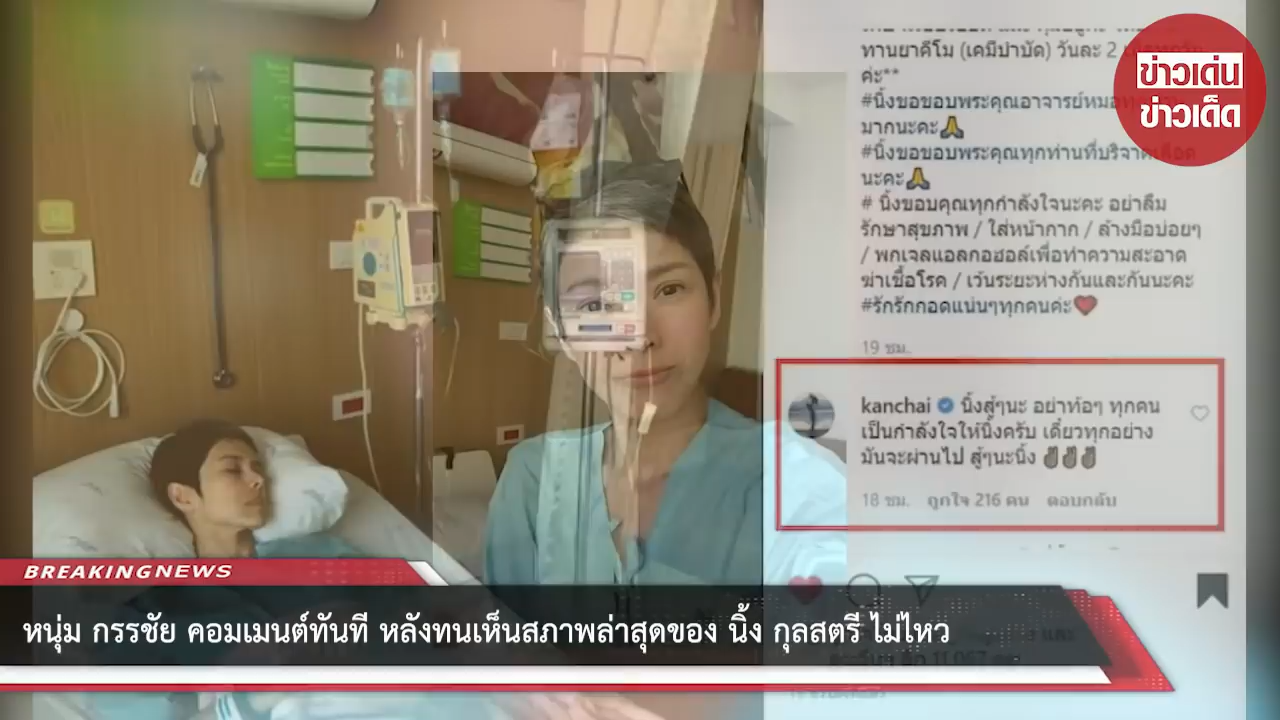 ทานยาคีโม (เคมีบำบัด) วันละ 2
ค่ะ**
#นิ้งขอขอบพระคุณอาจารย์หมอ
มากนะคะ🙏
#นิ้งขอขอบพระคุณทุกท่านที่บริจาคเลือด
นะคะ🙏
# นิ้งขอบคุณทุกกำลังใจนะคะ อย่าลืม
รักษาสุขภาพ / ใส่หน้ากาก / ล้างมือบ่อยๆ
/ พกเจลแอลกอฮอล์เพื่อทำความสะอาด
ฆ่าเชื้อโรค / เว้นระยะห่างกันและกันนะคะ
#รักรักกอดแน่นๆทุกคนค่ะ❤️
19 ชม.
ข่าวเด่น
ข่าวเด็ด
kanchai นิ้งสู้ๆนะ อย่าท้อๆ ทุกคน
เป็นกำลังใจให้นิ้งครับ เดี๋ยวทุกอย่าง
มันจะผ่านไป สู้ๆนะนิ้ง ✌🏿✌🏿✌🏿
18 ชม. ถูกใจ 216 คน ตอบกลับ
BREAKINGNEWS
หนุ่ม กรรชัย คอมเมนต์ทันที หลังทนเห็นสภาพล่าสุดของ นิ้ง กุลสตรี ไม่ไหว